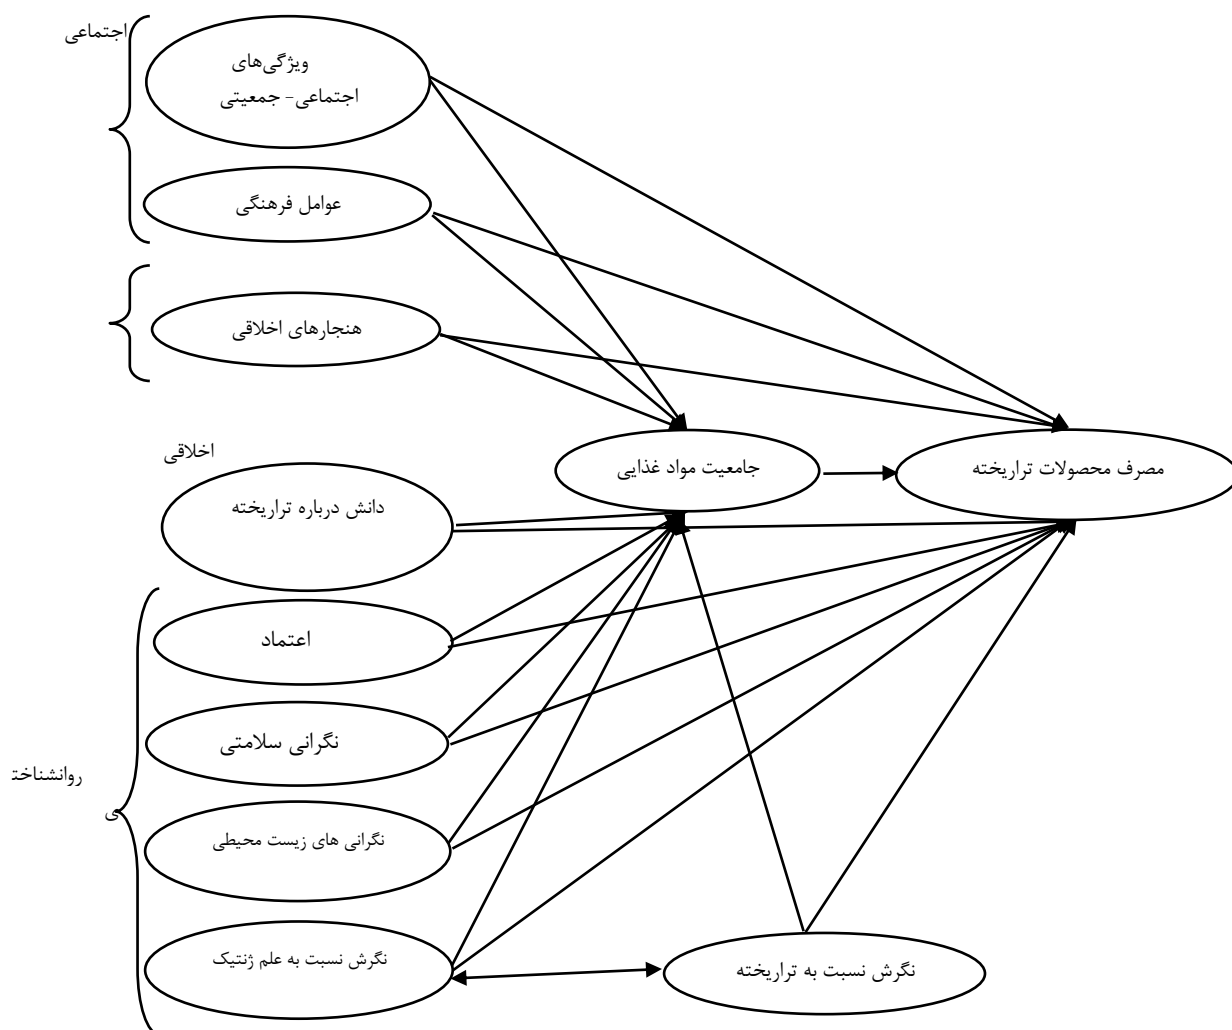 اجتماعی
ویژگی‌های
اجتماعی- جمعیتی
عوامل فرهنگی
هنجارهای اخلاقی
اخلاقی
جامعیت مواد غذایی
مصرف محصولات تراریخته
دانش درباره تراریخته
اعتماد
نگرانی سلامتی
روانشناخت
ی
نگرانی های زیست محیطی
نگرش نسبت به علم ژنتیک
نگرش نسبت به تراریخته